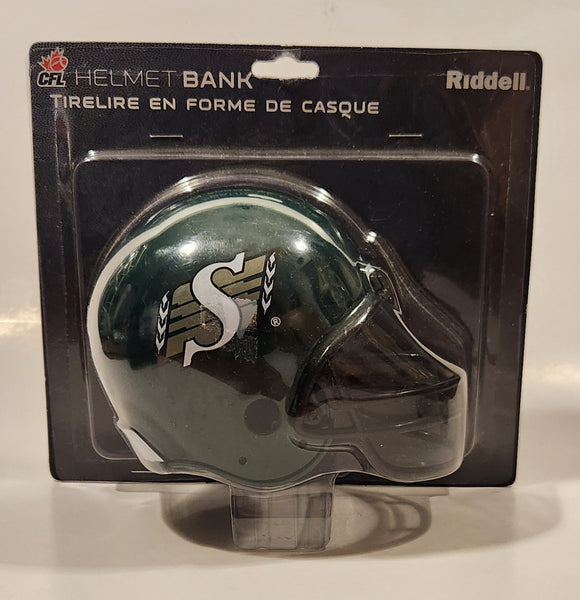 CFL HELMET BANK Riddell®
TIRELIRE EN FORME DE CASQUE
S ®